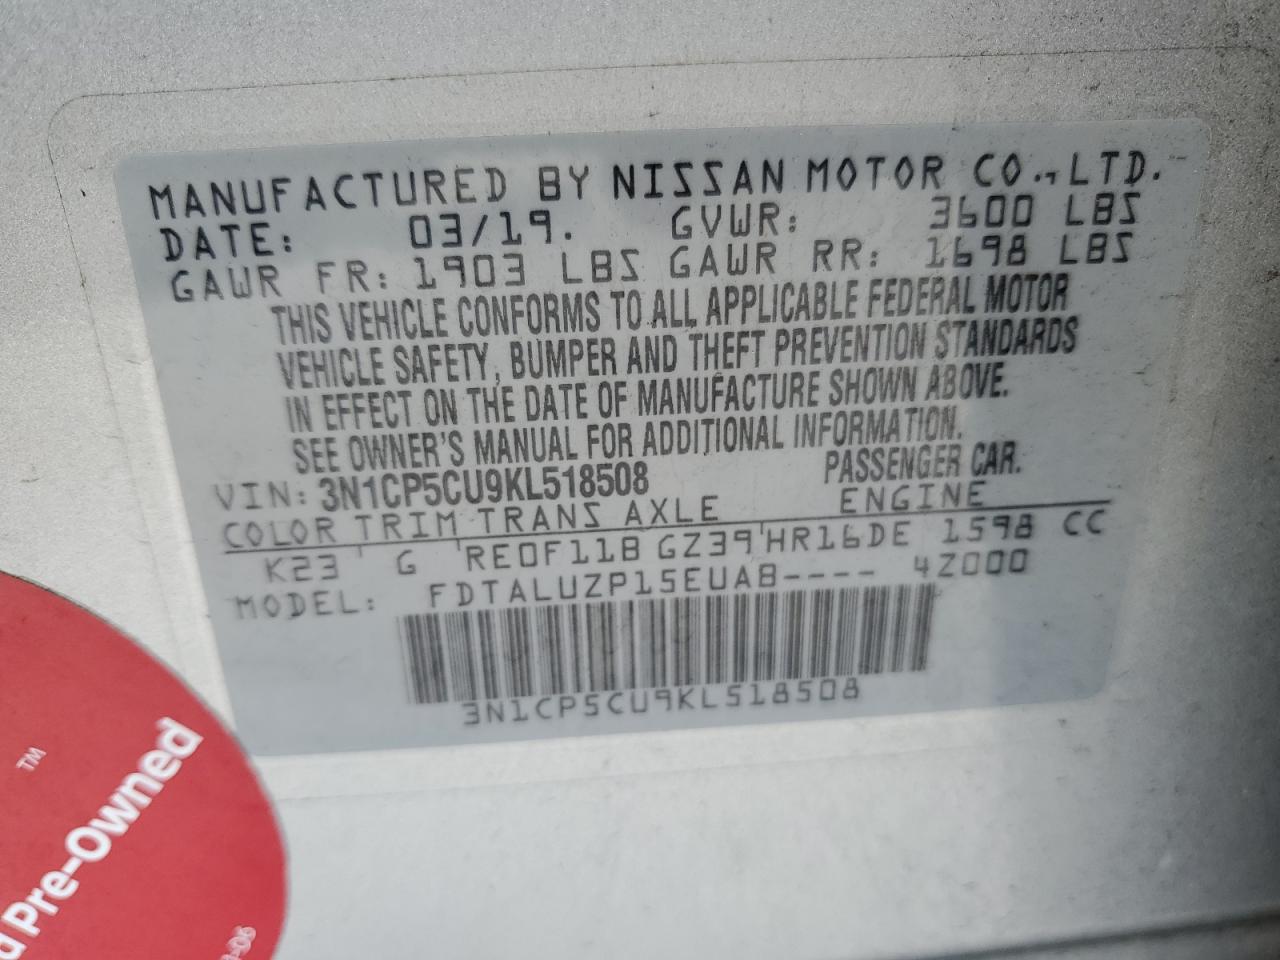 MANUFACTURED BY NISSAN MOTOR CO., LTD.
DATE: 03/19. GVWR: 3600 LBS
GAWR FR: 1903 LBS GAWR RR: 1698 LBS
THIS VEHICLE CONFORMS TO ALL APPLICABLE FEDERAL MOTOR
VEHICLE SAFETY, BUMPER AND THEFT PREVENTION STANDARDS
IN EFFECT ON THE DATE OF MANUFACTURE SHOWN ABOVE.
SEE OWNER'S MANUAL FOR ADDITIONAL INFORMATION.
VIN: 3N1CP5CU9KL518508 PASSENGER CAR.
COLOR TRIM TRANS AXLE ENGINE
K23 G RE0F11B GZ39 HR16DE 1598 CC
MODEL: FDTALUZP15EUAB---- 4Z000
3N1CP5CU9KL518508
TM
Pre-Owned